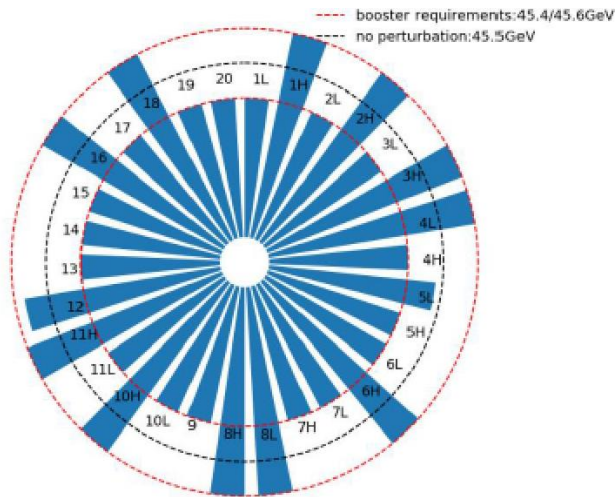 booster requirements:45.4/45.6GeV
no perturbation:45.5GeV
1L
1H
2L
2H
3L
3H
4L
4H
5L
5H
6L
6H
7L
7H
8L
8H
9
10L
10H
11L
11H
12
13
14
15
16
17
18
19
20